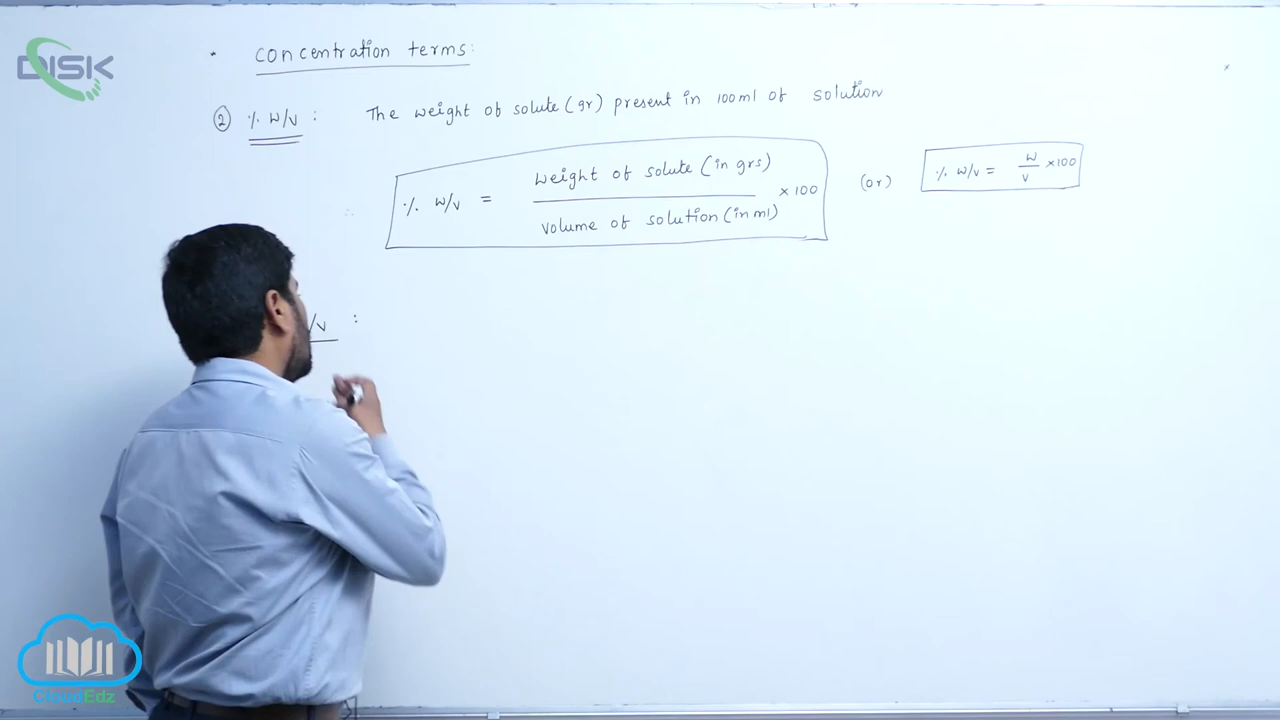 DISK
* Concentration terms:
② % W/V : The weight of solute (gr) present in 100ml of solution
% W/V = weight of solute (in grs) / volume of solution (in ml) × 100 (or) % W/V = W / V ×100
/V :
CloudEdz